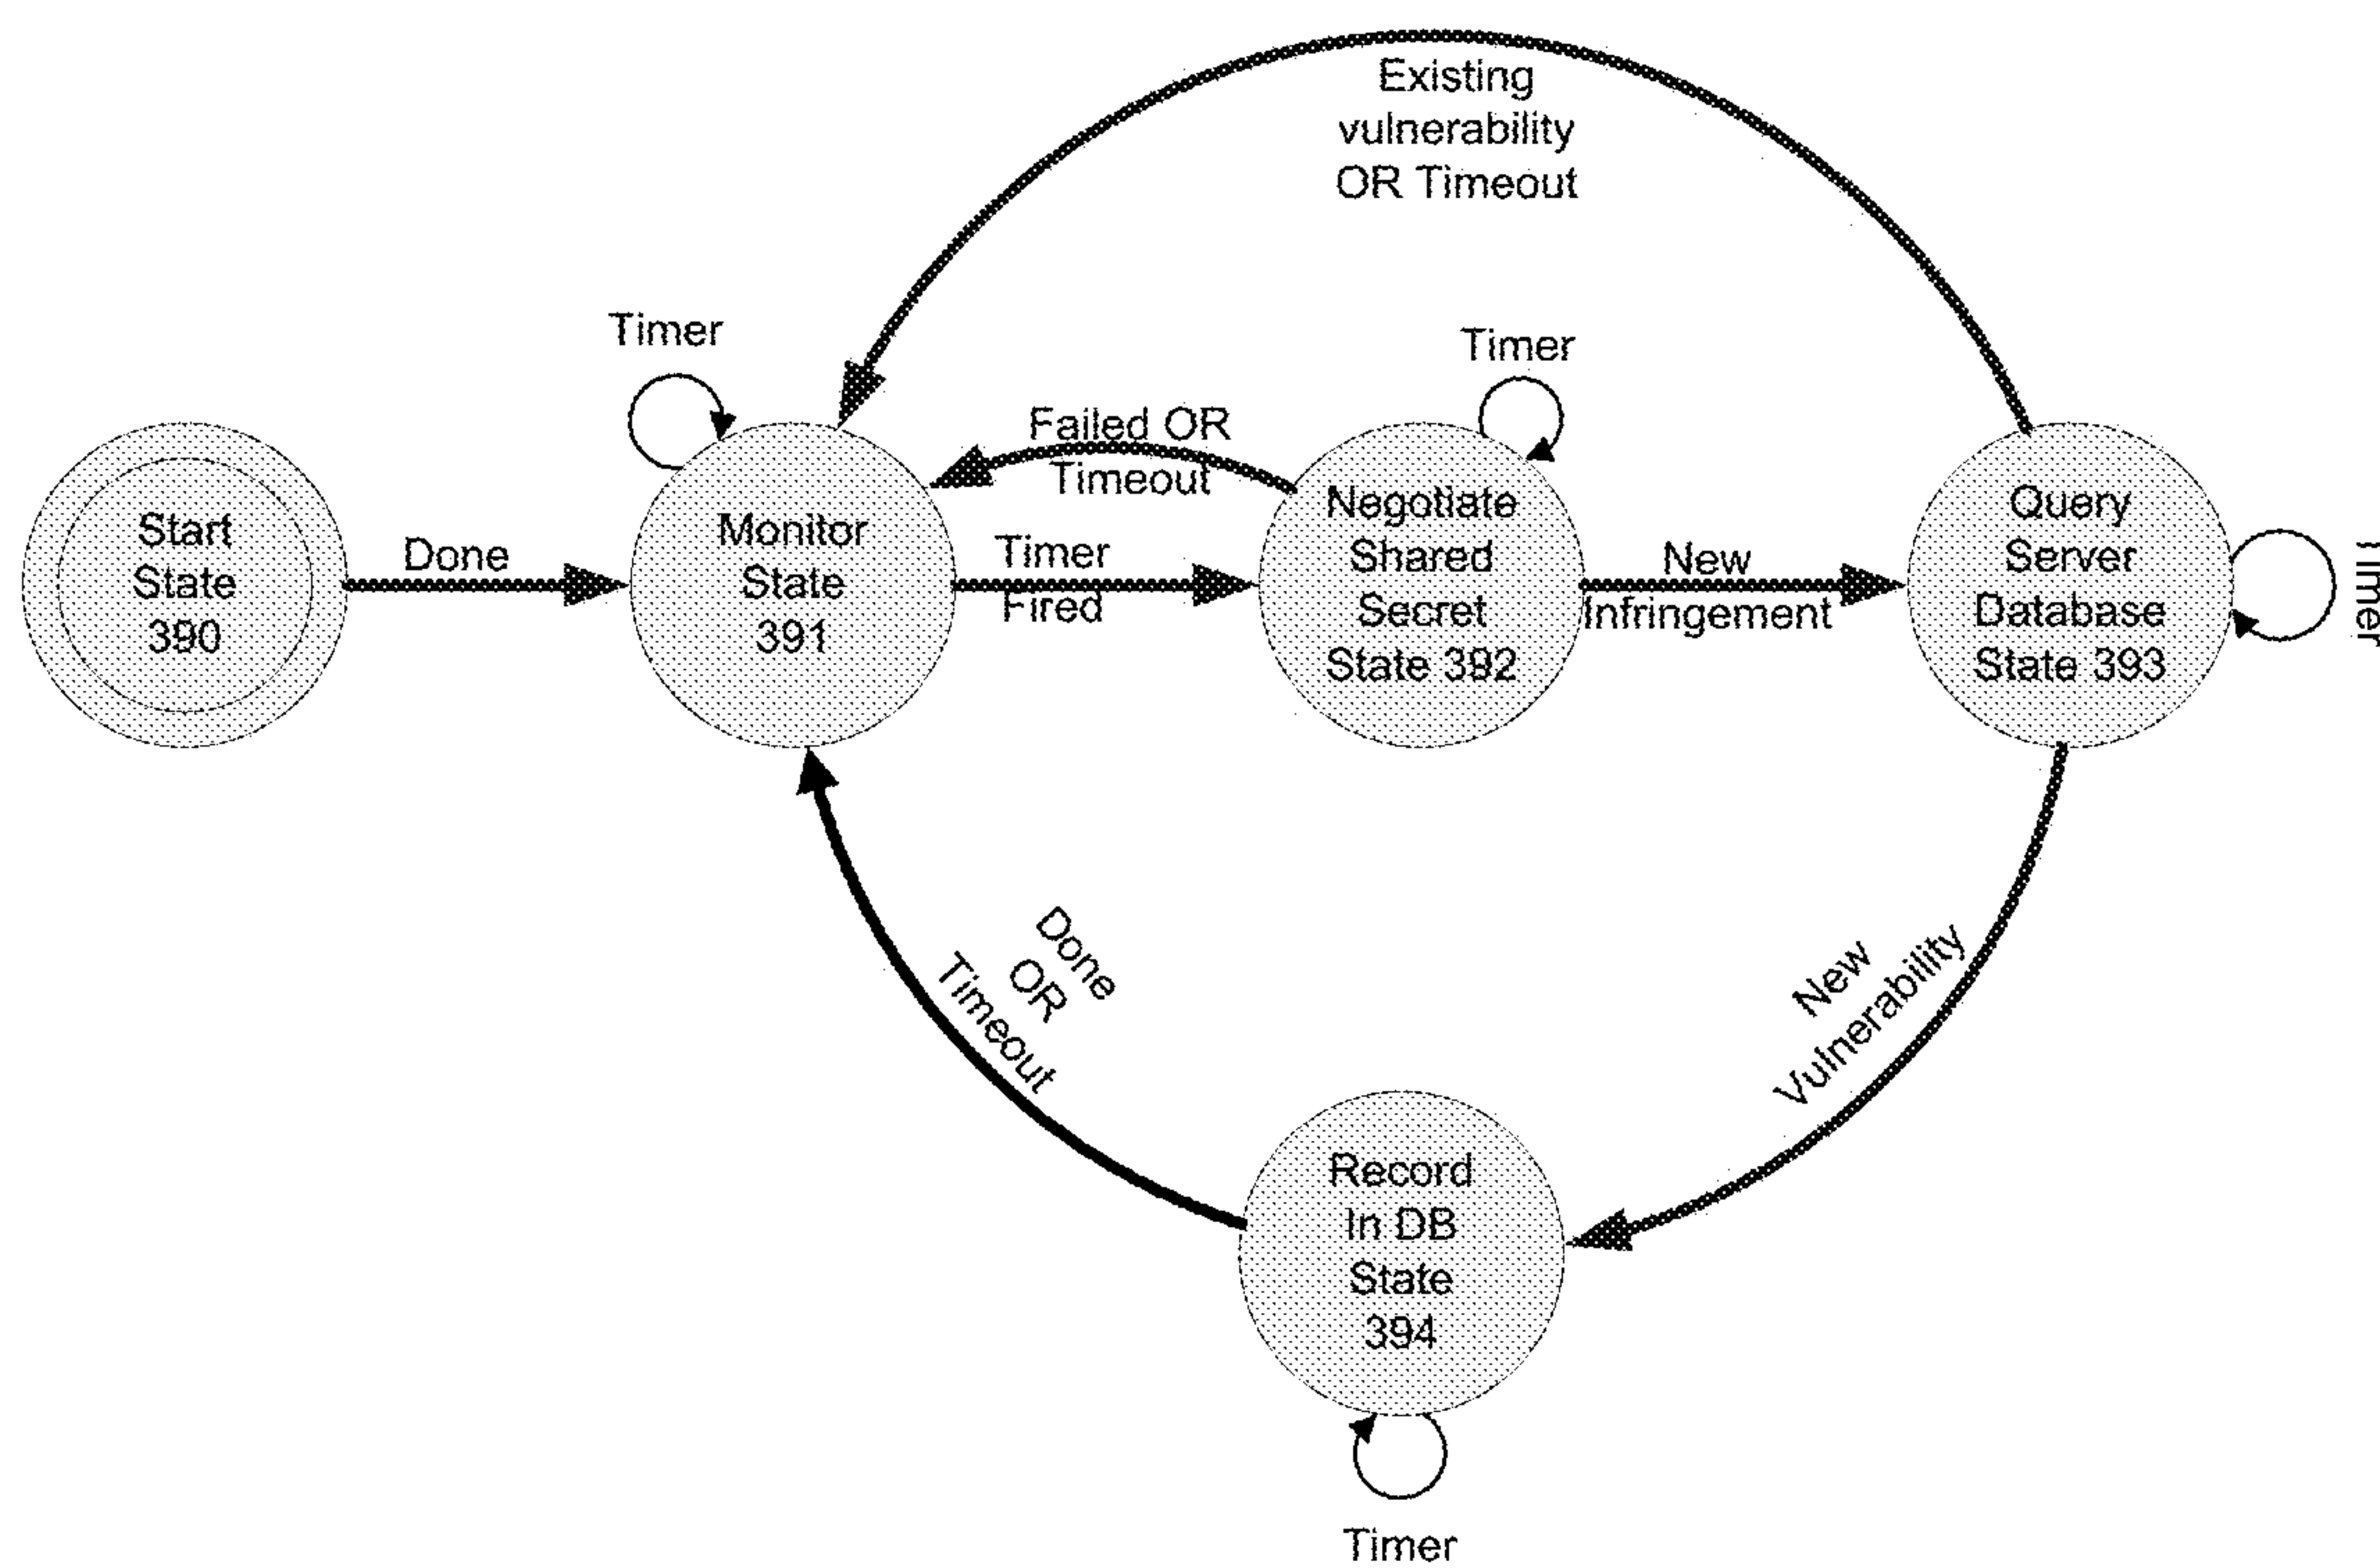 Existing
vulnerability
OR Timeout
Timer
Timer
Failed OR
Timeout
Start
State
390
Done
Monitor
State
391
Timer
Fired
Negotiate
Shared
Secret
State 392
New
Infringement
Query
Server
Database
State 393
Timer
Done
OR
Timeout
New
Vulnerability
Record
In DB
State
394
Timer